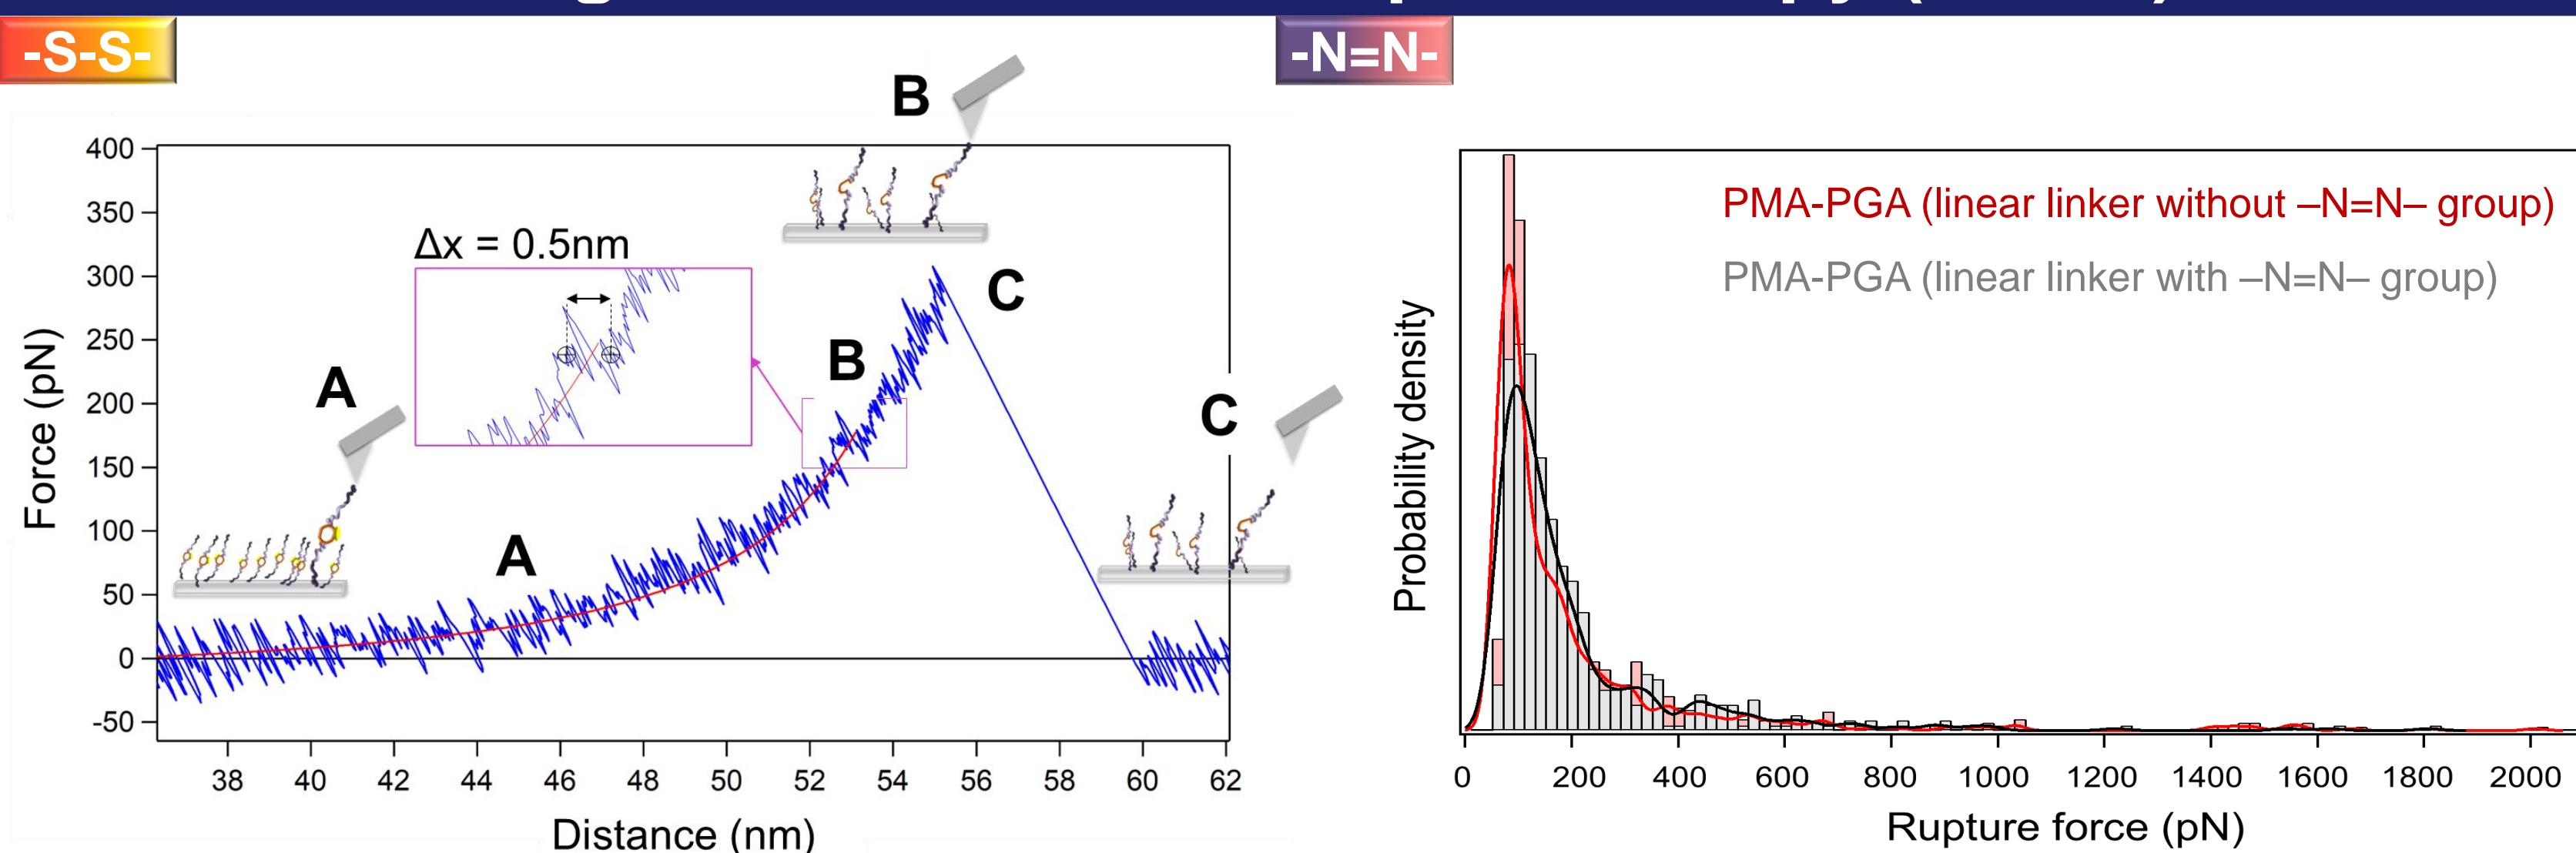 -S-S-
-N=N-
B
400
350
300
250
200
150
100
50
0
-50
Force (pN)
Δx = 0.5nm
A
A
B
C
C
38 40 42 44 46 48 50 52 54 56 58 60 62
Distance (nm)
PMA-PGA (linear linker without –N=N– group)
PMA-PGA (linear linker with –N=N– group)
Probability density
0 200 400 600 800 1000 1200 1400 1600 1800 2000
Rupture force (pN)